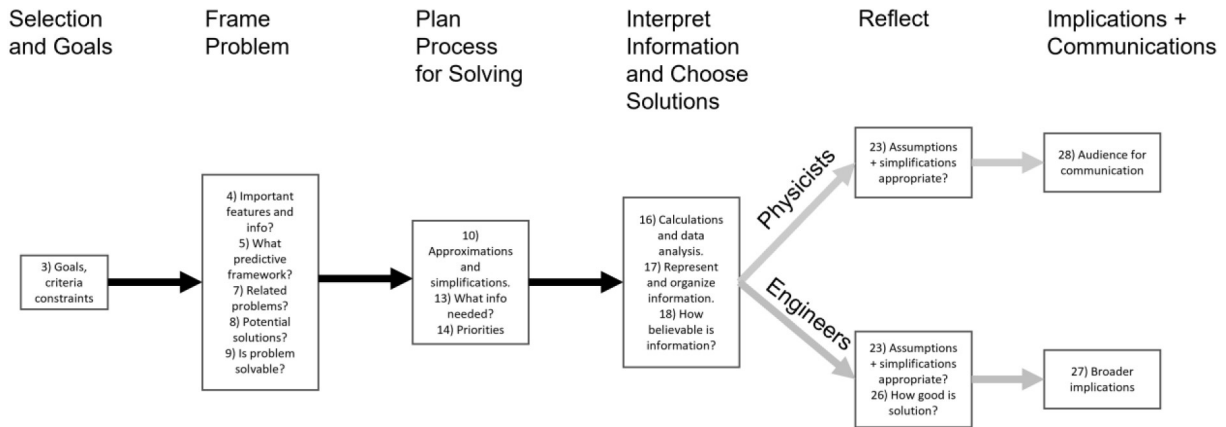 Selection
and Goals
Frame
Problem
Plan
Process
for Solving
Interpret
Information
and Choose
Solutions
Reflect
Implications +
Communications
3) Goals,
criteria
constraints
4) Important
features and
info?
5) What
predictive
framework?
7) Related
problems?
8) Potential
solutions?
9) Is problem
solvable?
10)
Approximations
and
simplifications.
13) What info
needed?
14) Priorities
16) Calculations
and data
analysis.
17) Represent
and organize
information.
18) How
believable is
information?
Physicists
23) Assumptions
+ simplifications
appropriate?
28) Audience for
communication
Engineers
23) Assumptions
+ simplifications
appropriate?
26) How good is
solution?
27) Broader
implications